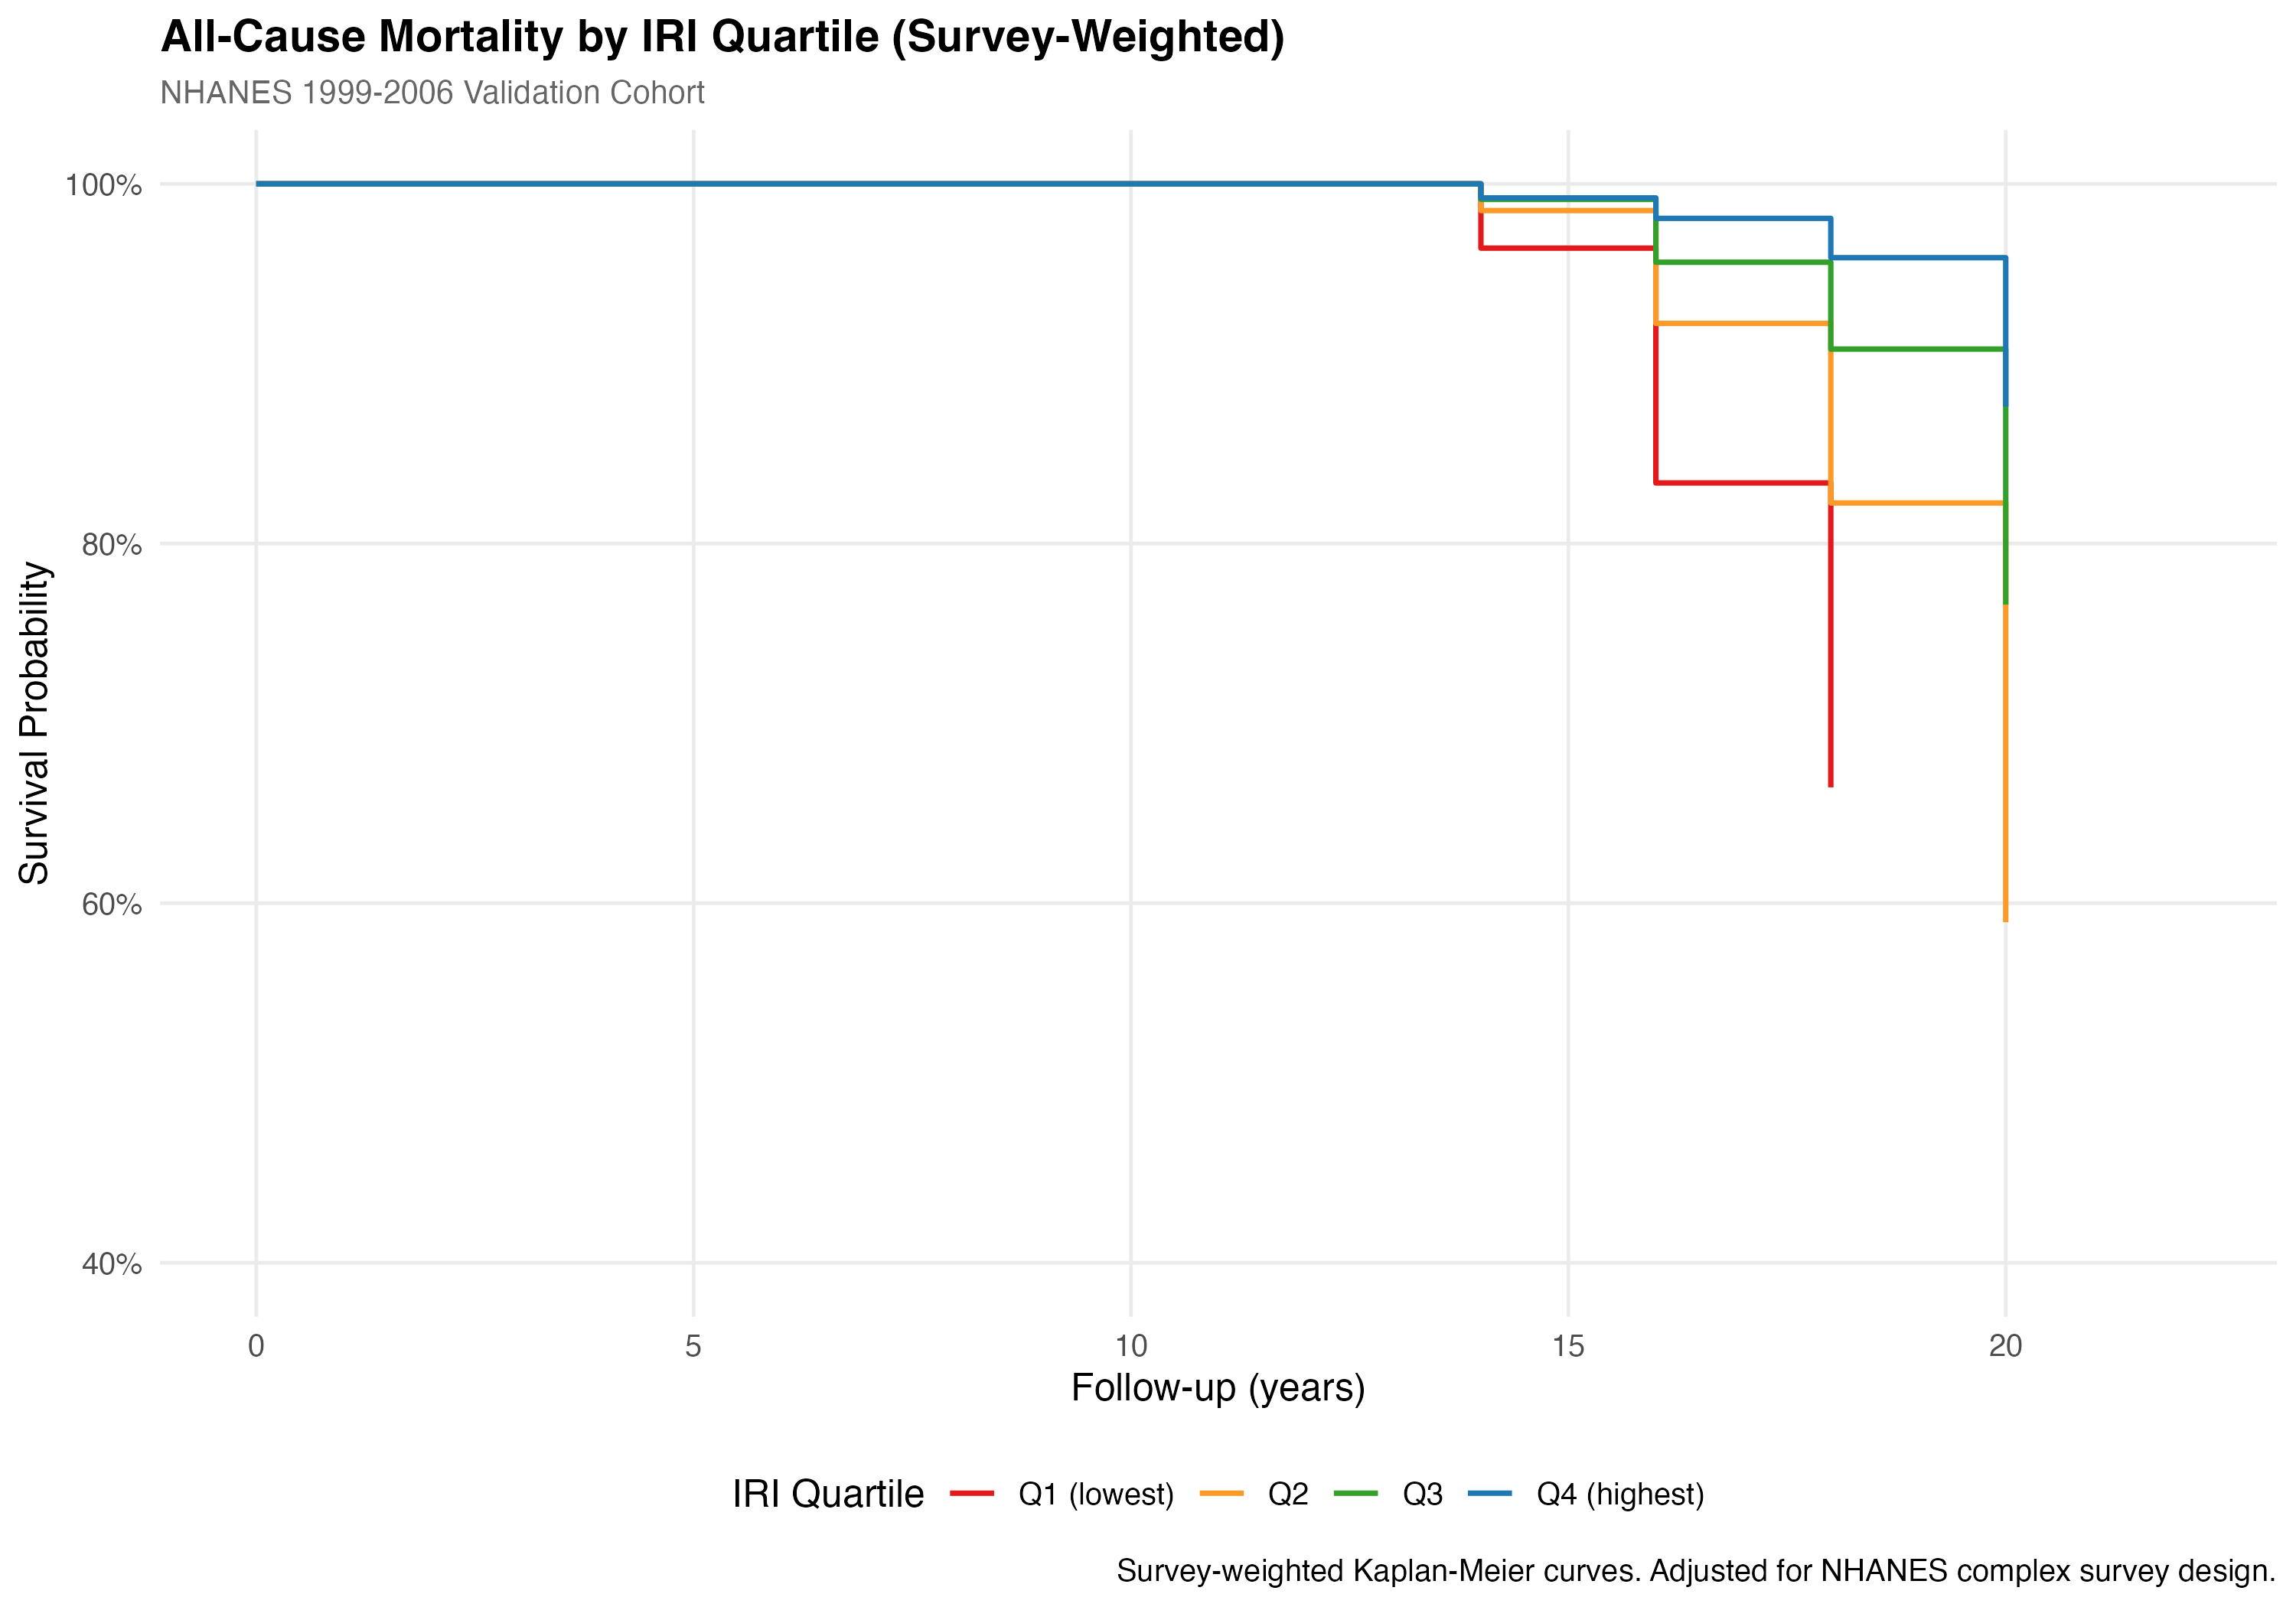 All-Cause Mortality by IRI Quartile (Survey-Weighted)
NHANES 1999-2006 Validation Cohort
100%
80%
60%
40%
Survival Probability
0 5 10 15 20
Follow-up (years)
IRI Quartile Q1 (lowest) Q2 Q3 Q4 (highest)
Survey-weighted Kaplan-Meier curves. Adjusted for NHANES complex survey design.